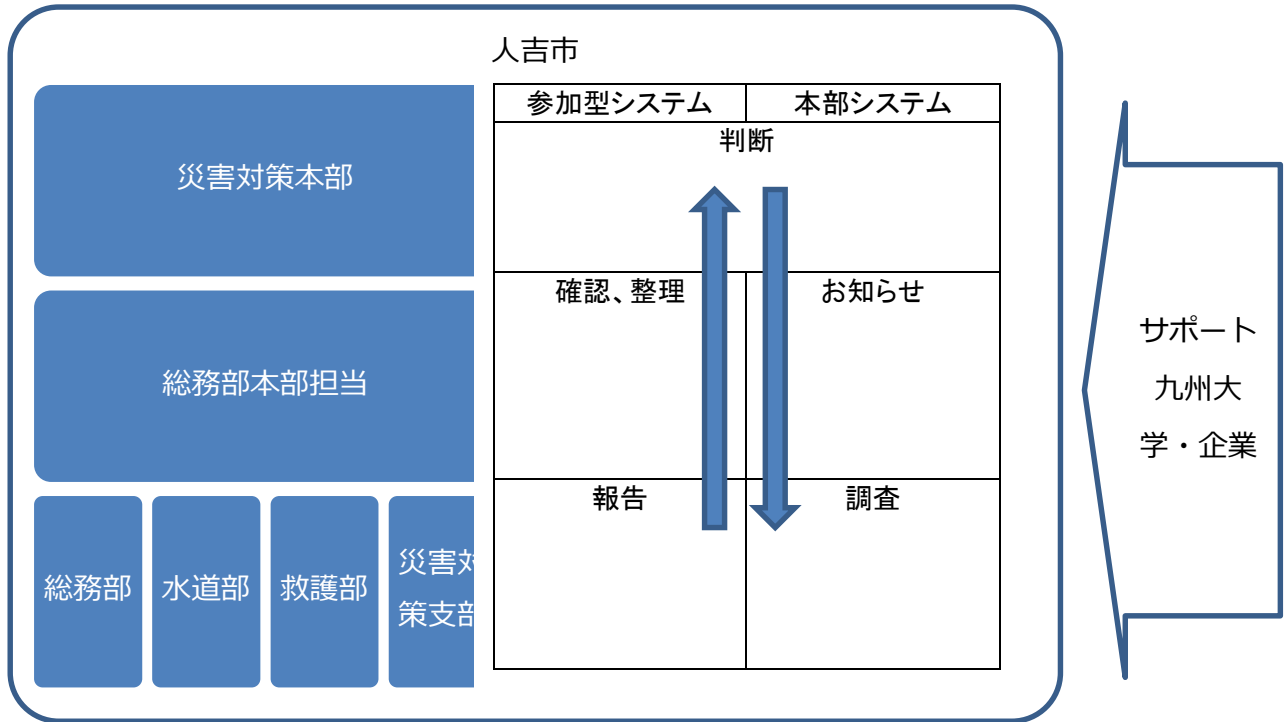 人吉市
参加型システム
本部システム
災害対策本部
判断
総務部本部担当
確認、整理
お知らせ
総務部
水道部
救護部
災害対
策支部
報告
調査
サポート
九州大
学・企業